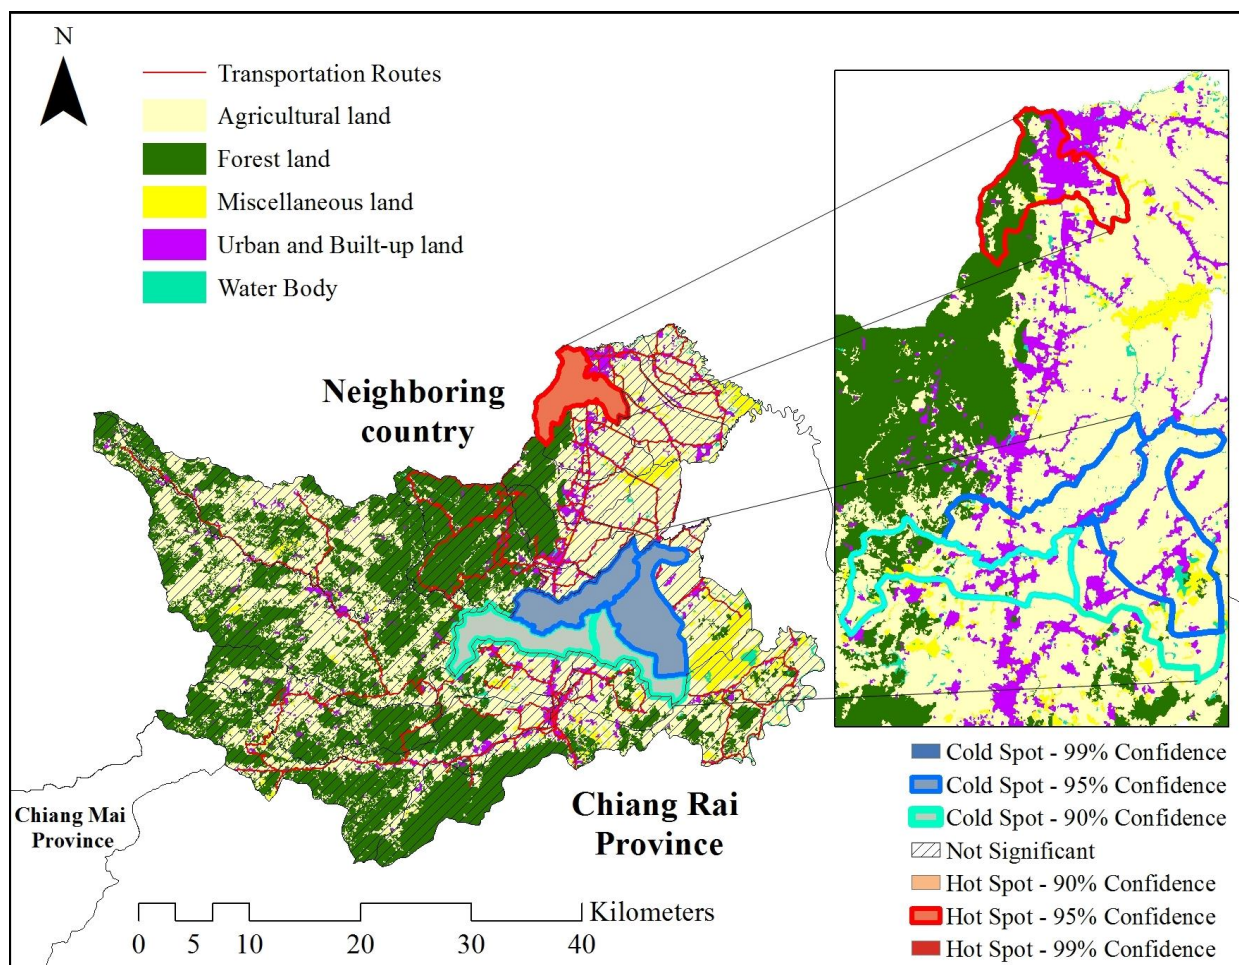 N
Transportation Routes
Agricultural land
Forest land
Miscellaneous land
Urban and Built-up land
Water Body
Neighboring
country
Chiang Mai
Province
Chiang Rai
Province
Kilometers
0 5 10 20 30 40
Cold Spot - 99% Confidence
Cold Spot - 95% Confidence
Cold Spot - 90% Confidence
Not Significant
Hot Spot - 90% Confidence
Hot Spot - 95% Confidence
Hot Spot - 99% Confidence